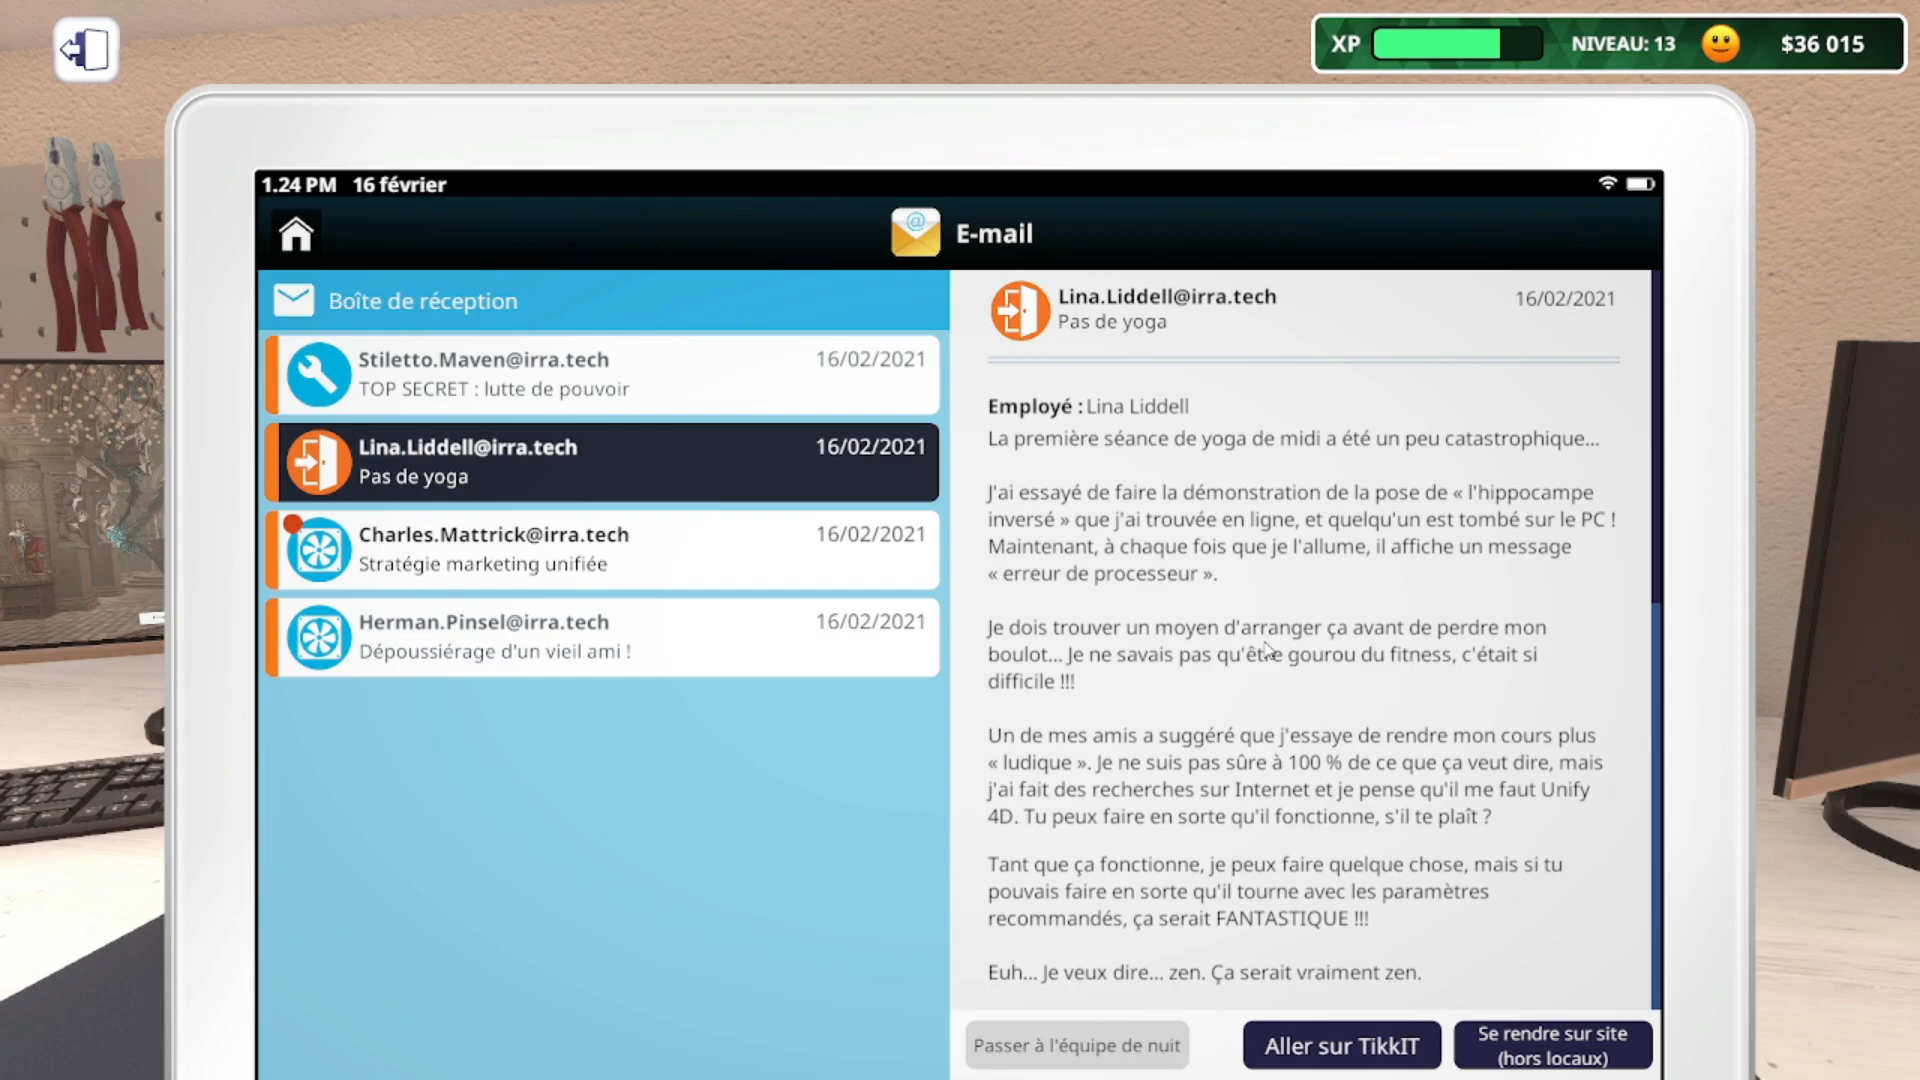 XP NIVEAU: 13 $36 015
1.24 PM 16 février
E-mail
Boîte de réception
Stiletto.Maven@irra.tech 16/02/2021
TOP SECRET : lutte de pouvoir
Lina.Liddell@irra.tech 16/02/2021
Pas de yoga
Charles.Mattrick@irra.tech 16/02/2021
Stratégie marketing unifiée
Herman.Pinsel@irra.tech 16/02/2021
Dépoussiérage d'un vieil ami !
Lina.Liddell@irra.tech 16/02/2021
Pas de yoga
Employé : Lina Liddell
La première séance de yoga de midi a été un peu catastrophique...
J'ai essayé de faire la démonstration de la pose de « l'hippocampe
inversé » que j'ai trouvée en ligne, et quelqu'un est tombé sur le PC !
Maintenant, à chaque fois que je l'allume, il affiche un message
« erreur de processeur ».
Je dois trouver un moyen d'arranger ça avant de perdre mon
boulot... Je ne savais pas qu'être gourou du fitness, c'était si
difficile !!!
Un de mes amis a suggéré que j'essaye de rendre mon cours plus
« ludique ». Je ne suis pas sûre à 100 % de ce que ça veut dire, mais
j'ai fait des recherches sur Internet et je pense qu'il me faut Unify
4D. Tu peux faire en sorte qu'il fonctionne, s'il te plaît ?
Tant que ça fonctionne, je peux faire quelque chose, mais si tu
pouvais faire en sorte qu'il tourne avec les paramètres
recommandés, ça serait FANTASTIQUE !!!
Euh... Je veux dire... zen. Ça serait vraiment zen.
Passer à l'équipe de nuit
Aller sur TikkIT
Se rendre sur site
(hors locaux)